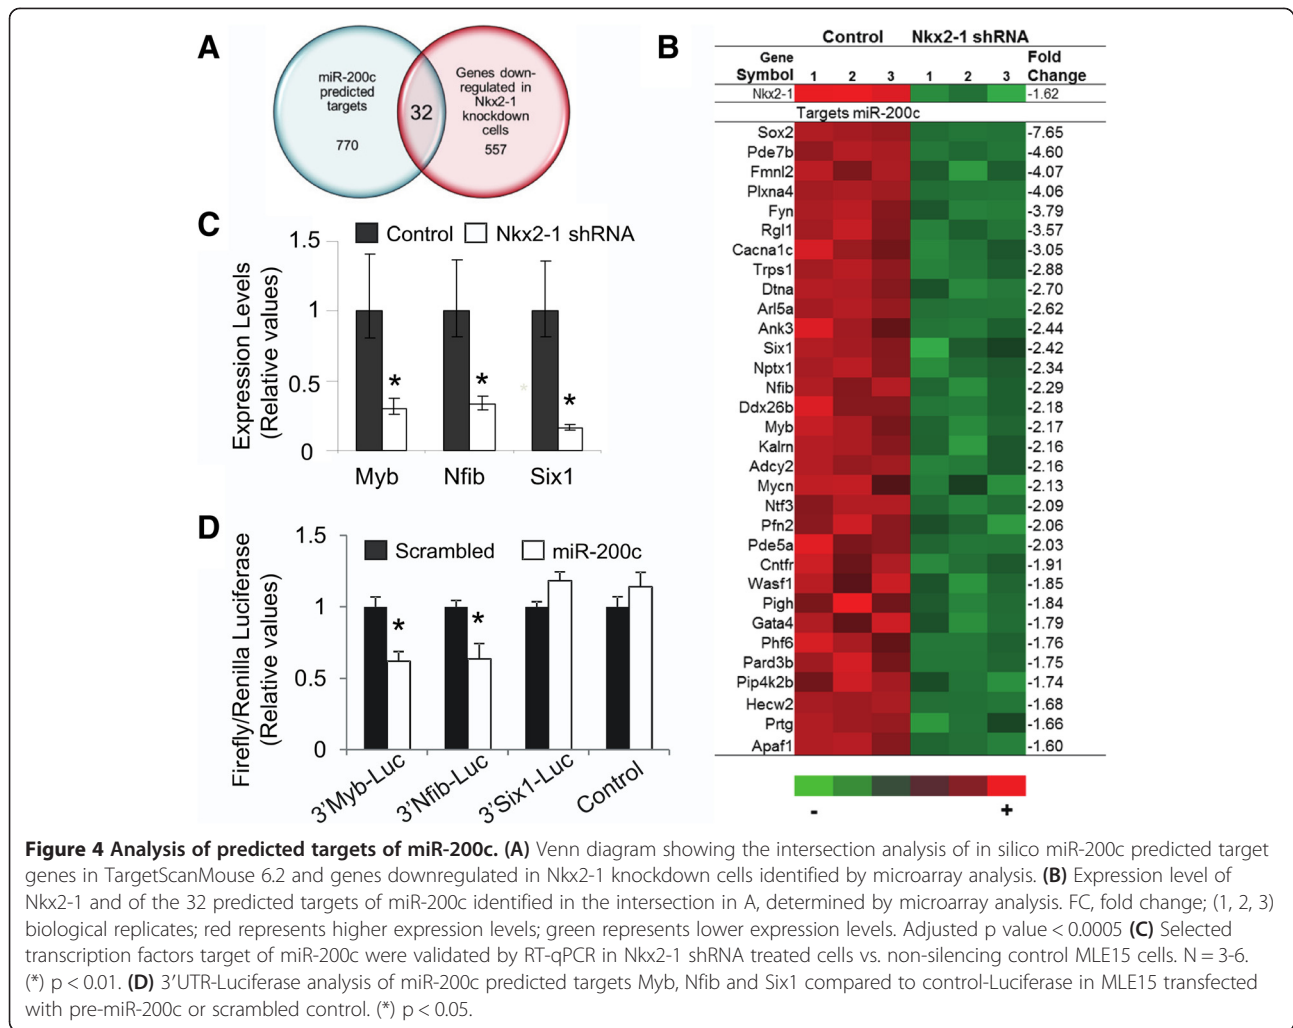 A
miR-200c
predicted
targets
770
32
Genes down-
regulated in
Nkx2-1
knockdown
cells
557
B
Control Nkx2-1 shRNA
Gene Symbol 1 2 3 1 2 3 Fold Change
Nkx2-1 -1.62
Targets miR-200c
Sox2 -7.65
Pde7b -4.60
Fmnl2 -4.07
Plxna4 -4.06
Fyn -3.79
Rgl1 -3.57
Cacna1c -3.05
Trps1 -2.88
Dtna -2.70
Arl5a -2.62
Ank3 -2.44
Six1 -2.42
Nptx1 -2.34
Nfib -2.29
Ddx26b -2.18
Myb -2.17
Kalrn -2.16
Adcy2 -2.16
Mycn -2.13
Ntf3 -2.09
Pfn2 -2.06
Pde5a -2.03
Cntfr -1.91
Wasf1 -1.85
Pigh -1.84
Gata4 -1.79
Phf6 -1.76
Pard3b -1.75
Pip4k2b -1.74
Hecw2 -1.68
Prtg -1.66
Apaf1 -1.60
- +
C
Control Nkx2-1 shRNA
Expression Levels
(Relative values)
1.5
1
0.5
0
* * * *
Myb Nfib Six1
D
Scrambled miR-200c
Firefly/Renilla Luciferase
(Relative values)
1.5
1
0.5
0
* *
3'Myb-Luc 3'Nfib-Luc 3'Six1-Luc Control
Figure 4 Analysis of predicted targets of miR-200c. (A) Venn diagram showing the intersection analysis of in silico miR-200c predicted target
genes in TargetScanMouse 6.2 and genes downregulated in Nkx2-1 knockdown cells identified by microarray analysis. (B) Expression level of
Nkx2-1 and of the 32 predicted targets of miR-200c identified in the intersection in A, determined by microarray analysis. FC, fold change; (1, 2, 3)
biological replicates; red represents higher expression levels; green represents lower expression levels. Adjusted p value < 0.0005 (C) Selected
transcription factors target of miR-200c were validated by RT-qPCR in Nkx2-1 shRNA treated cells vs. non-silencing control MLE15 cells. N = 3-6.
(*) p < 0.01. (D) 3'UTR-Luciferase analysis of miR-200c predicted targets Myb, Nfib and Six1 compared to control-Luciferase in MLE15 transfected
with pre-miR-200c or scrambled control. (*) p < 0.05.